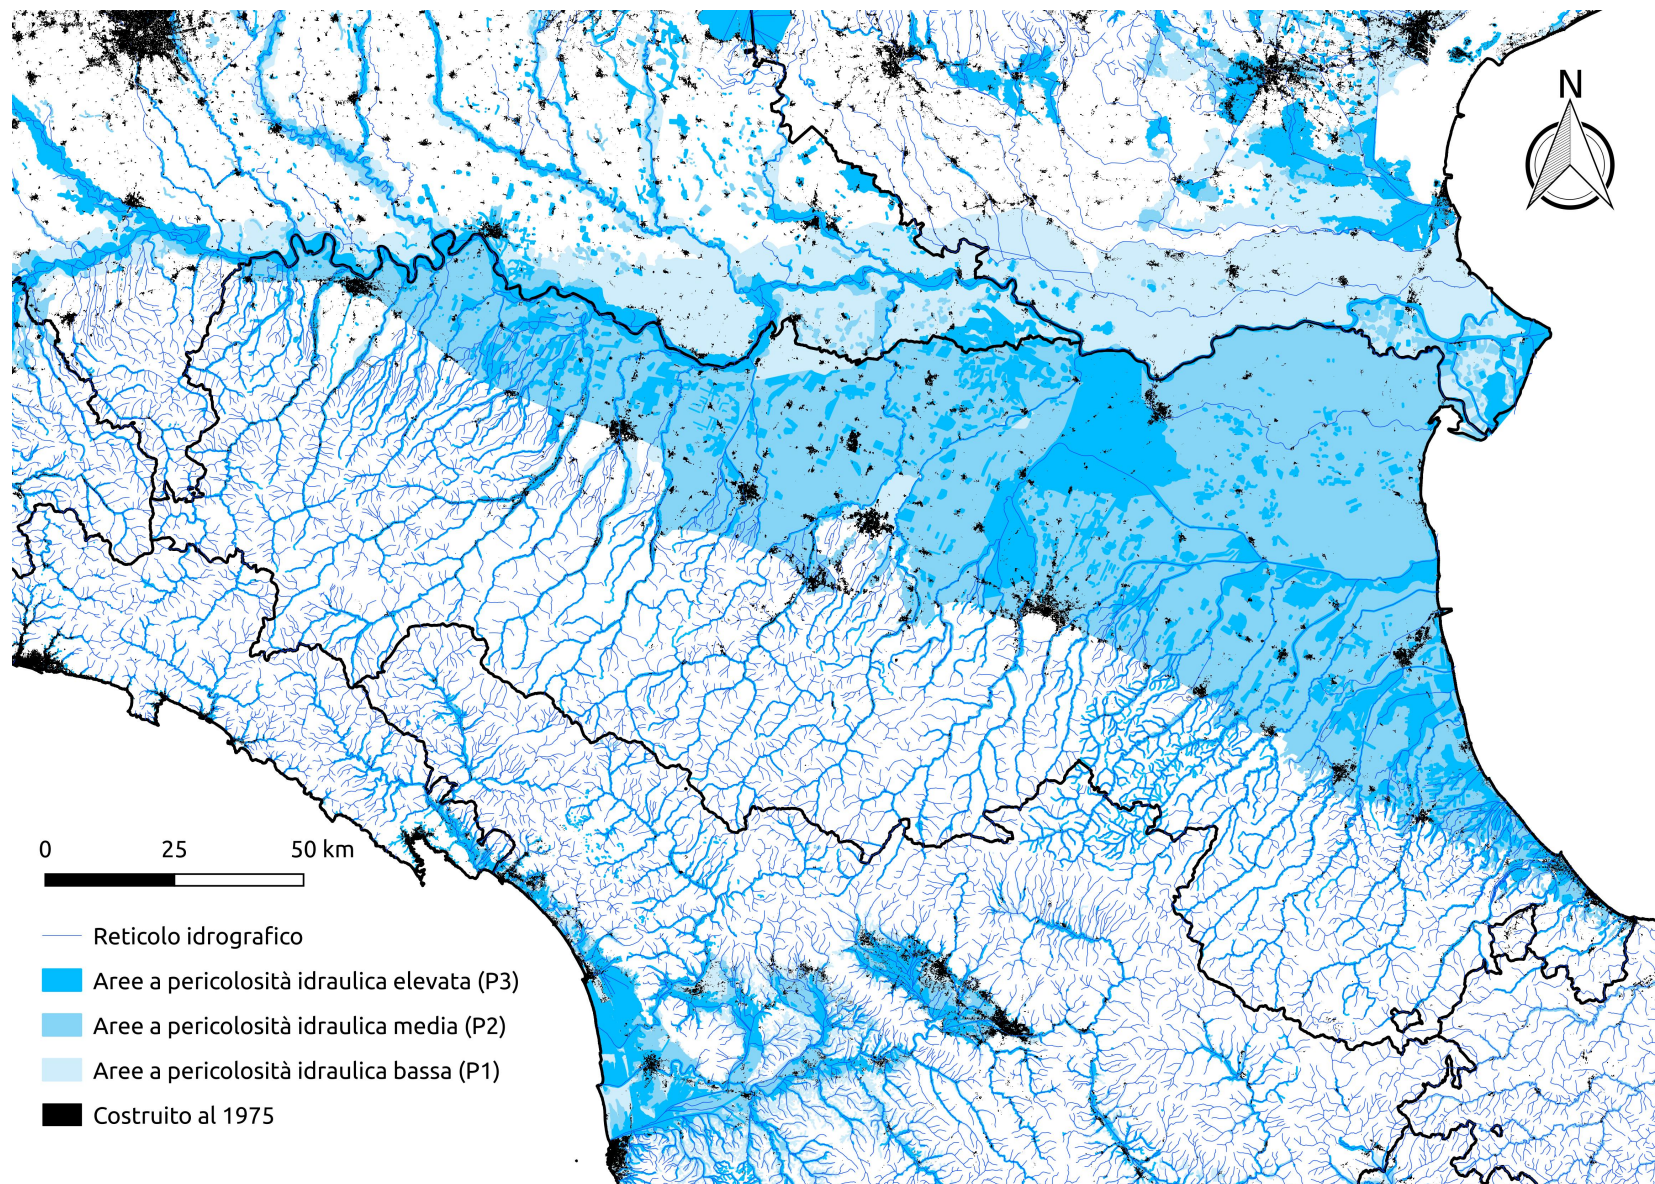 N
0 25 50 km
Reticolo idrografico
Aree a pericolosità idraulica elevata (P3)
Aree a pericolosità idraulica media (P2)
Aree a pericolosità idraulica bassa (P1)
Costruito al 1975